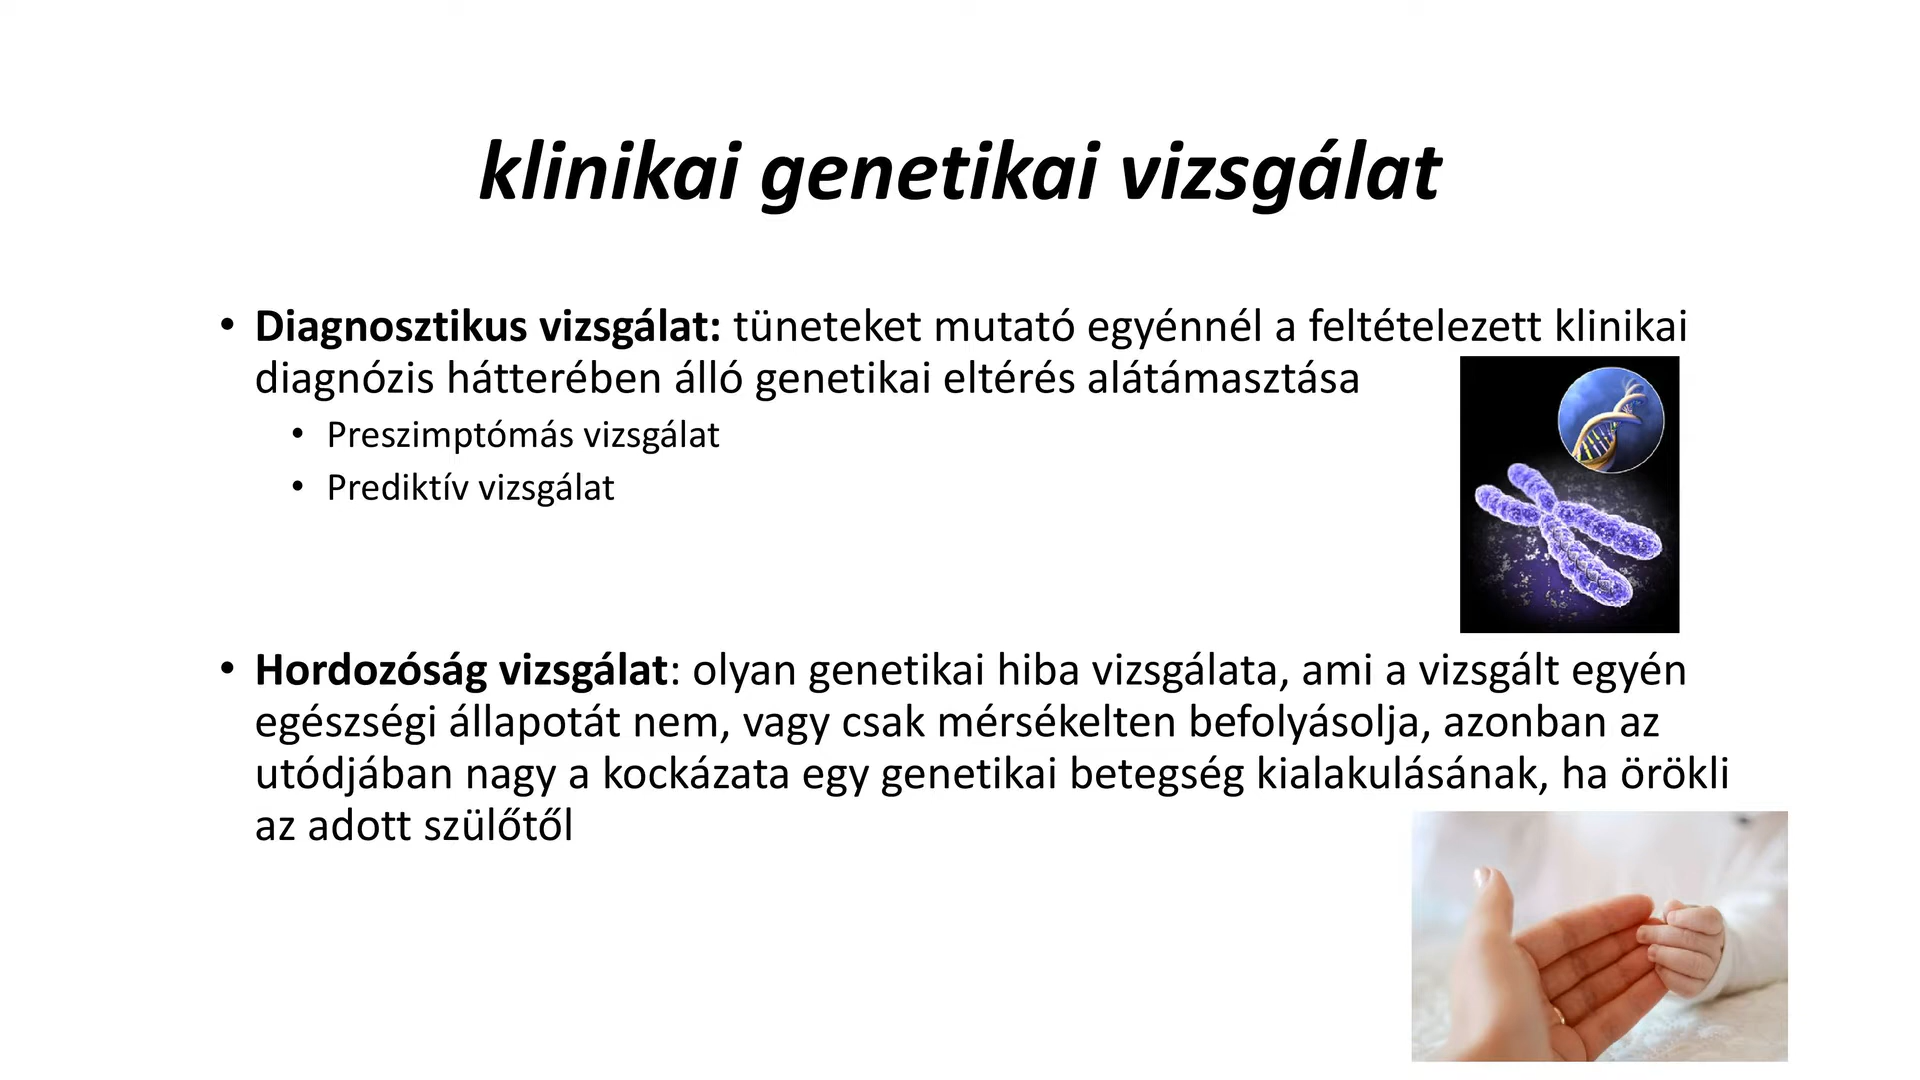 klinikai genetikai vizsgálat
• Diagnosztikus vizsgálat: tüneteket mutató egyénnél a feltételezett klinikai
diagnózis hátterében álló genetikai eltérés alátámasztása
• Preszimptómás vizsgálat
• Prediktív vizsgálat
• Hordozóság vizsgálat: olyan genetikai hiba vizsgálata, ami a vizsgált egyén
egészségi állapotát nem, vagy csak mérsékelten befolyásolja, azonban az
utódjában nagy a kockázata egy genetikai betegség kialakulásának, ha örökli
az adott szülőtől